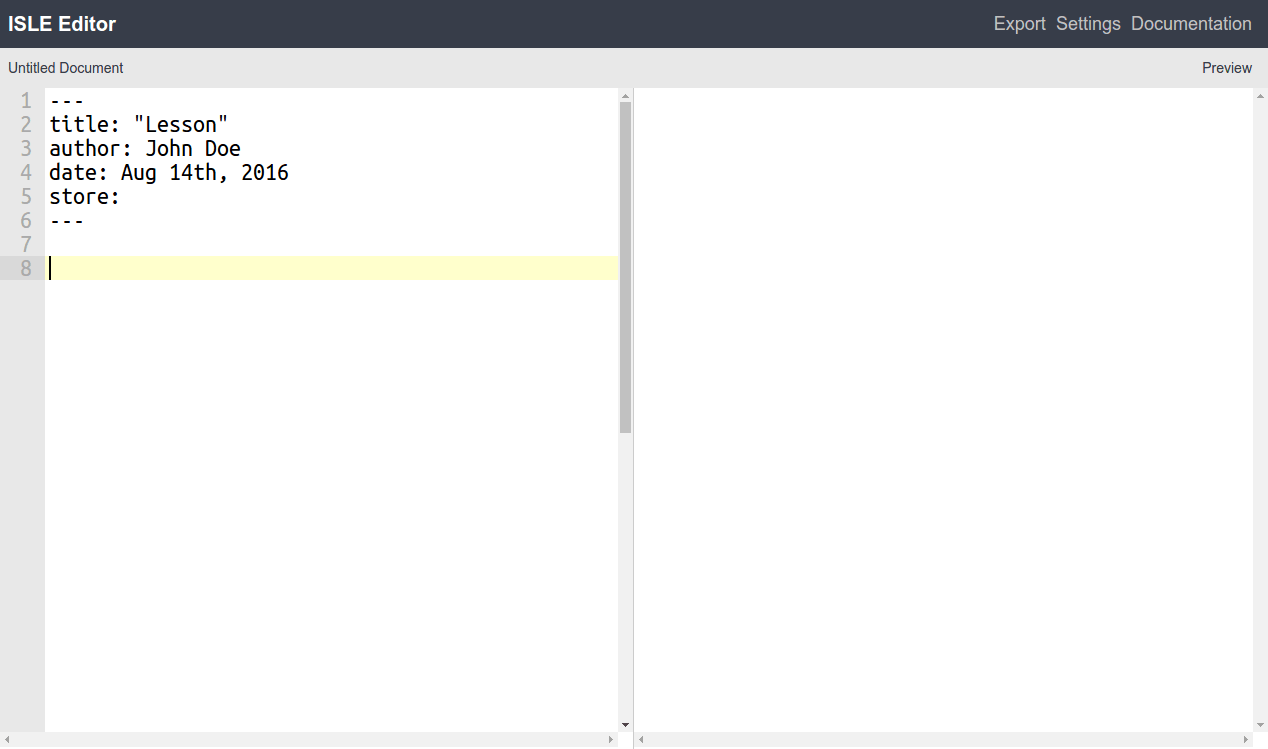 ISLE Editor Export Settings Documentation
Untitled Document Preview
1 ---
2 title: "Lesson"
3 author: John Doe
4 date: Aug 14th, 2016
5 store:
6 ---
7
8